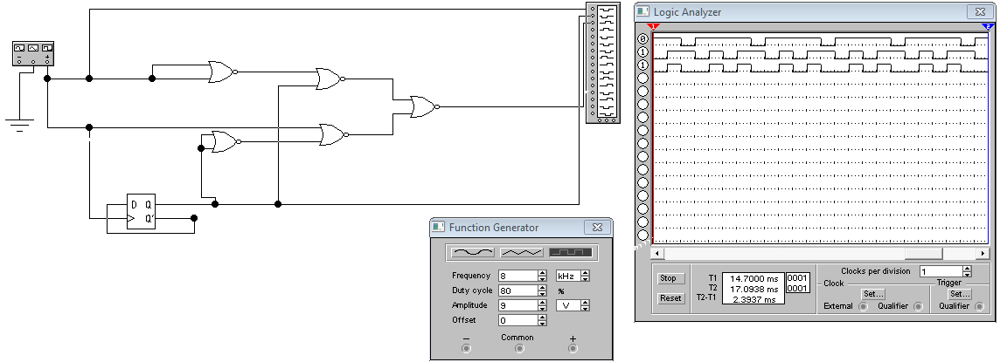 Logic Analyzer
1
2
0
1
1
D Q
Q'
Function Generator
Frequency 8 kHz
Duty cycle 80 %
Amplitude 9 V
Offset 0
− Common +
Stop
Reset
T1 14.7000 ms 0001
T2 17.0938 ms 0001
T2-T1 2.3937 ms
Clocks per division 1
Clock
Set...
External Qualifier
Trigger
Set...
Qualifier
− +